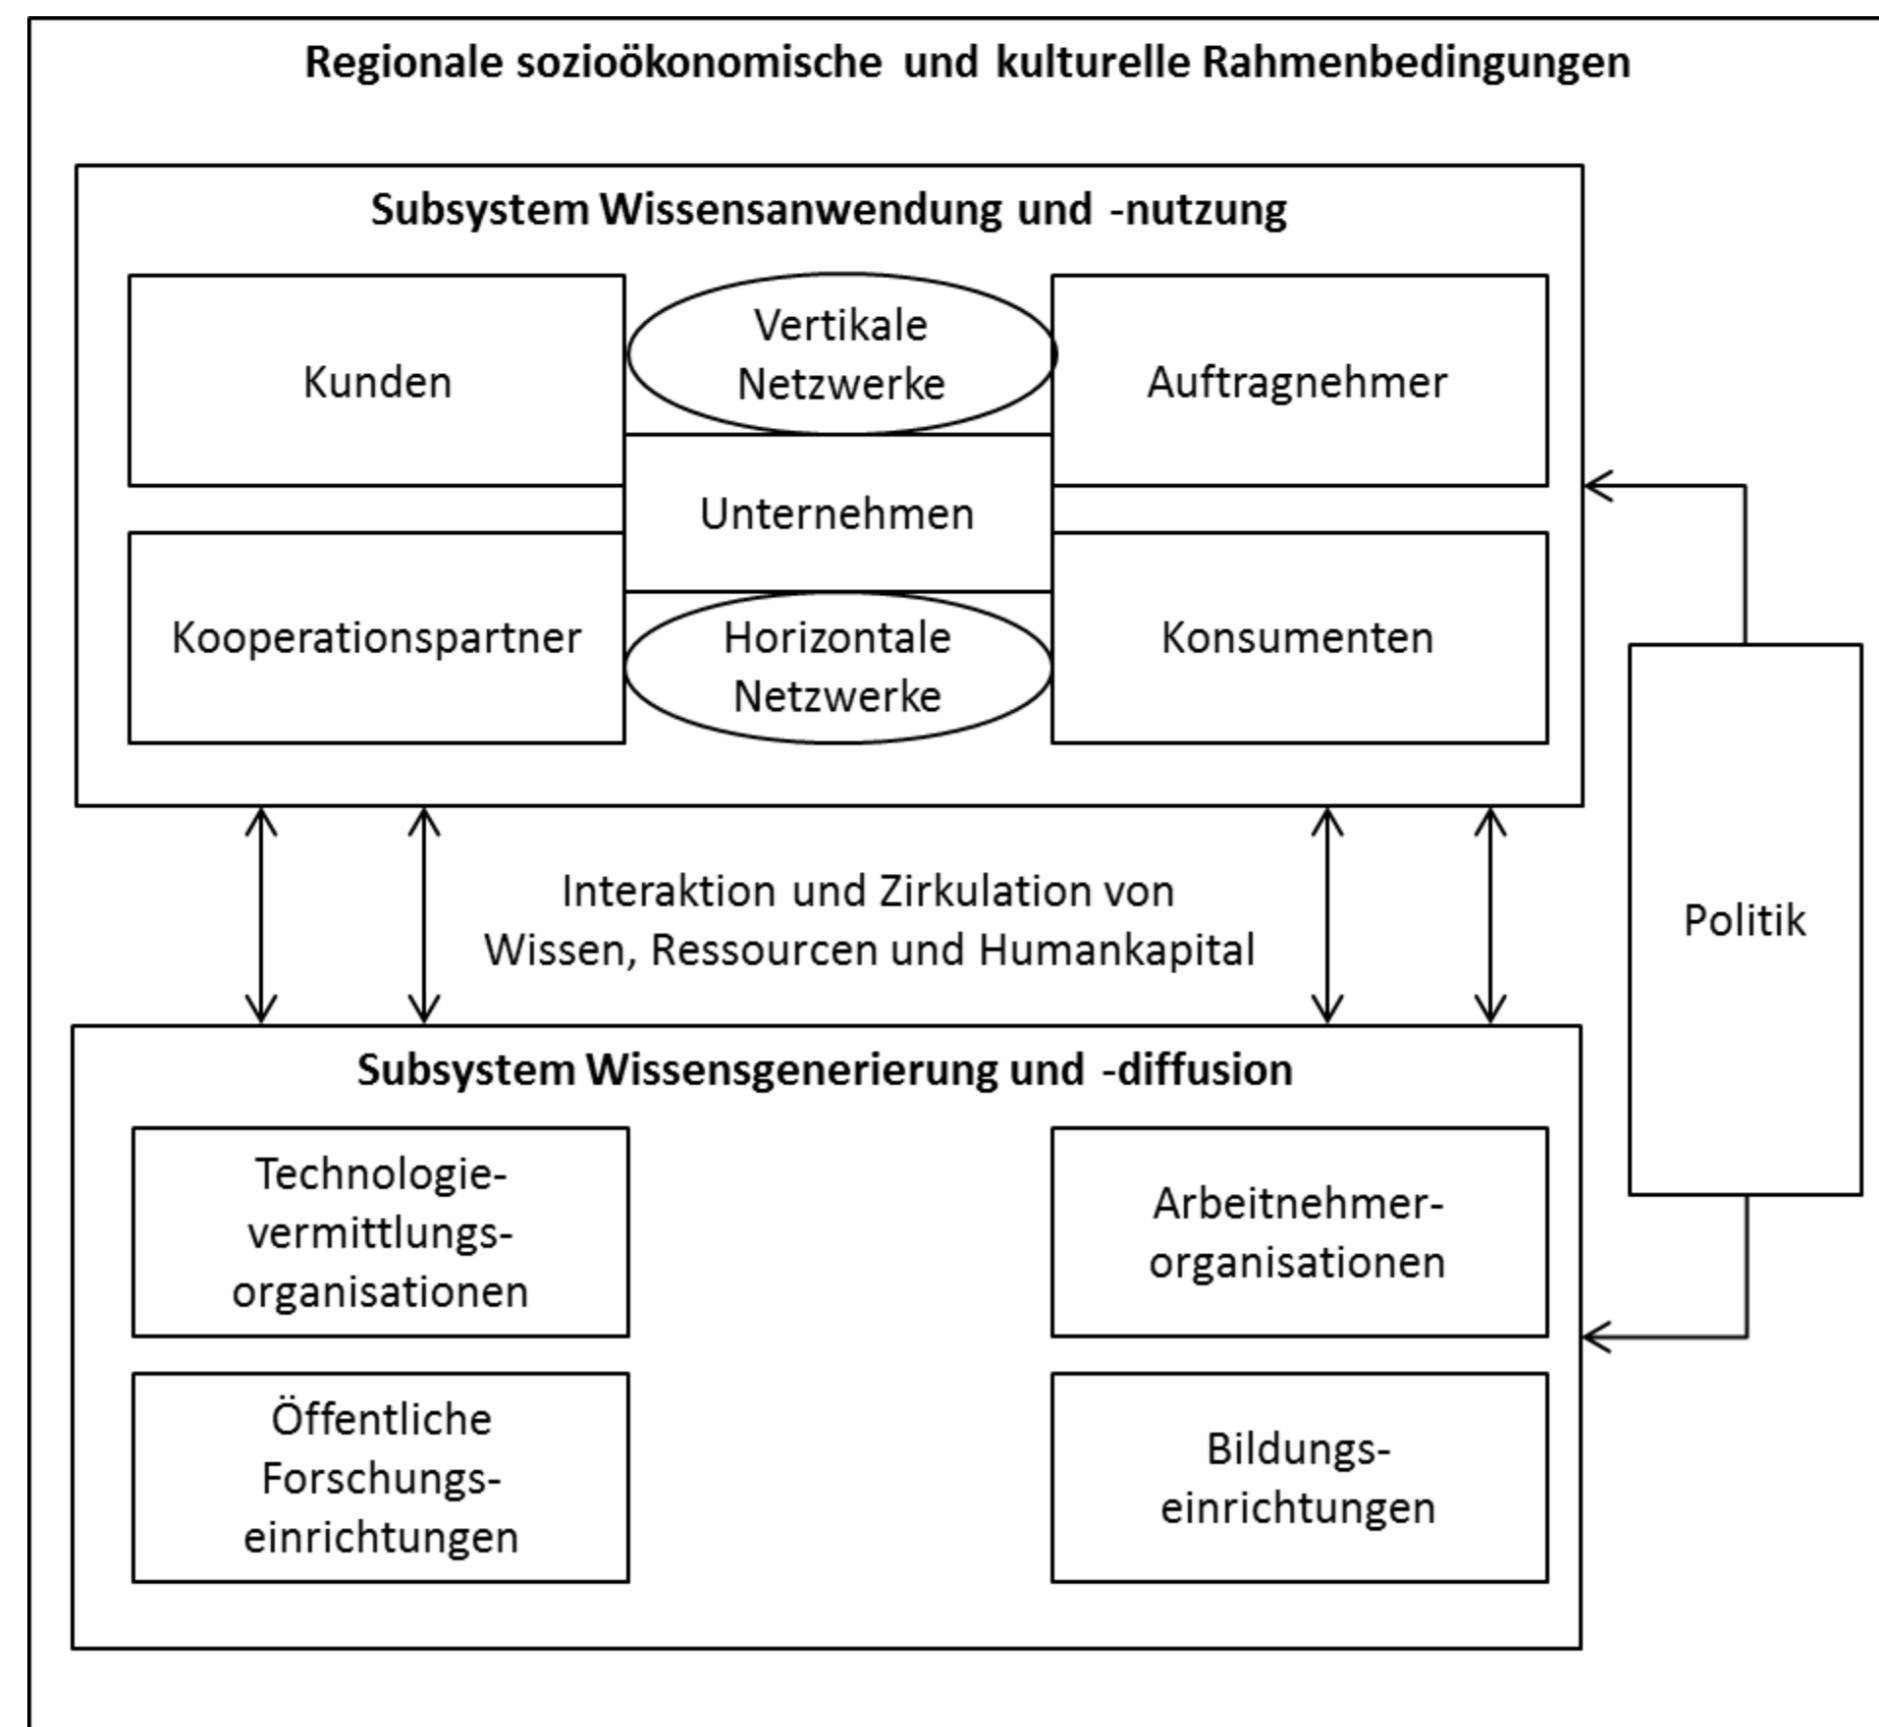 Regionale sozioökonomische und kulturelle Rahmenbedingungen
Subsystem Wissensanwendung und -nutzung
Kunden
Vertikale
Netzwerke
Auftragnehmer
Unternehmen
Kooperationspartner
Horizontale
Netzwerke
Konsumenten
Interaktion und Zirkulation von
Wissen, Ressourcen und Humankapital
Politik
Subsystem Wissensgenerierung und -diffusion
Technologie-
vermittlungs-
organisationen
Arbeitnehmer-
organisationen
Öffentliche
Forschungs-
einrichtungen
Bildungs-
einrichtungen